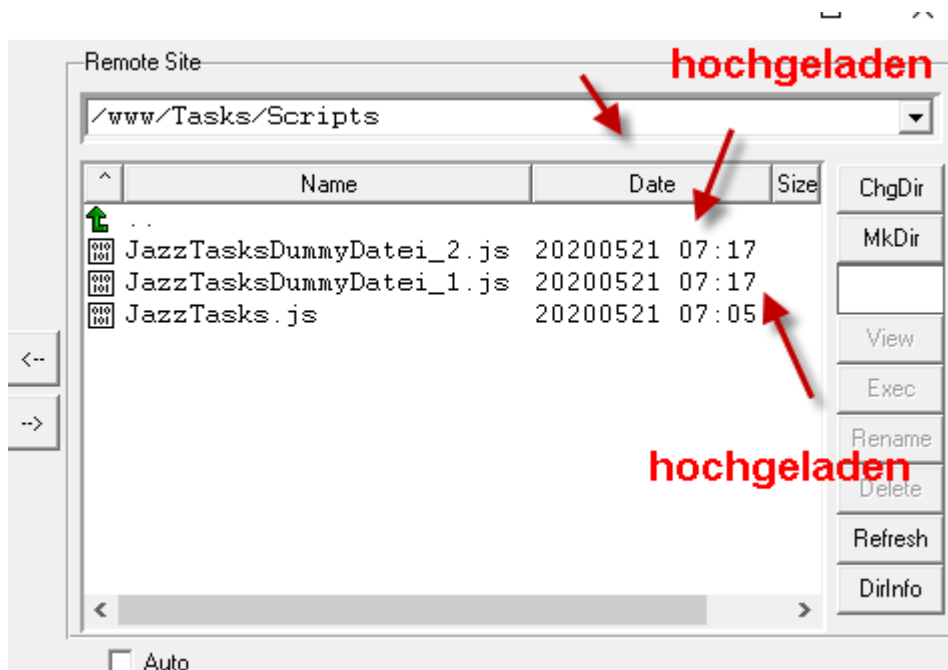 Remote Site
hochgeladen
/www/Tasks/Scripts
^ Name Date Size
ChgDir
..
JazzTasksDummyDatei_2.js 20200521 07:17
MkDir
JazzTasksDummyDatei_1.js 20200521 07:17
JazzTasks.js 20200521 07:05
View
<--
Exec
-->
Rename
hochgeladen
Delete
Refresh
DirInfo
< >
Auto